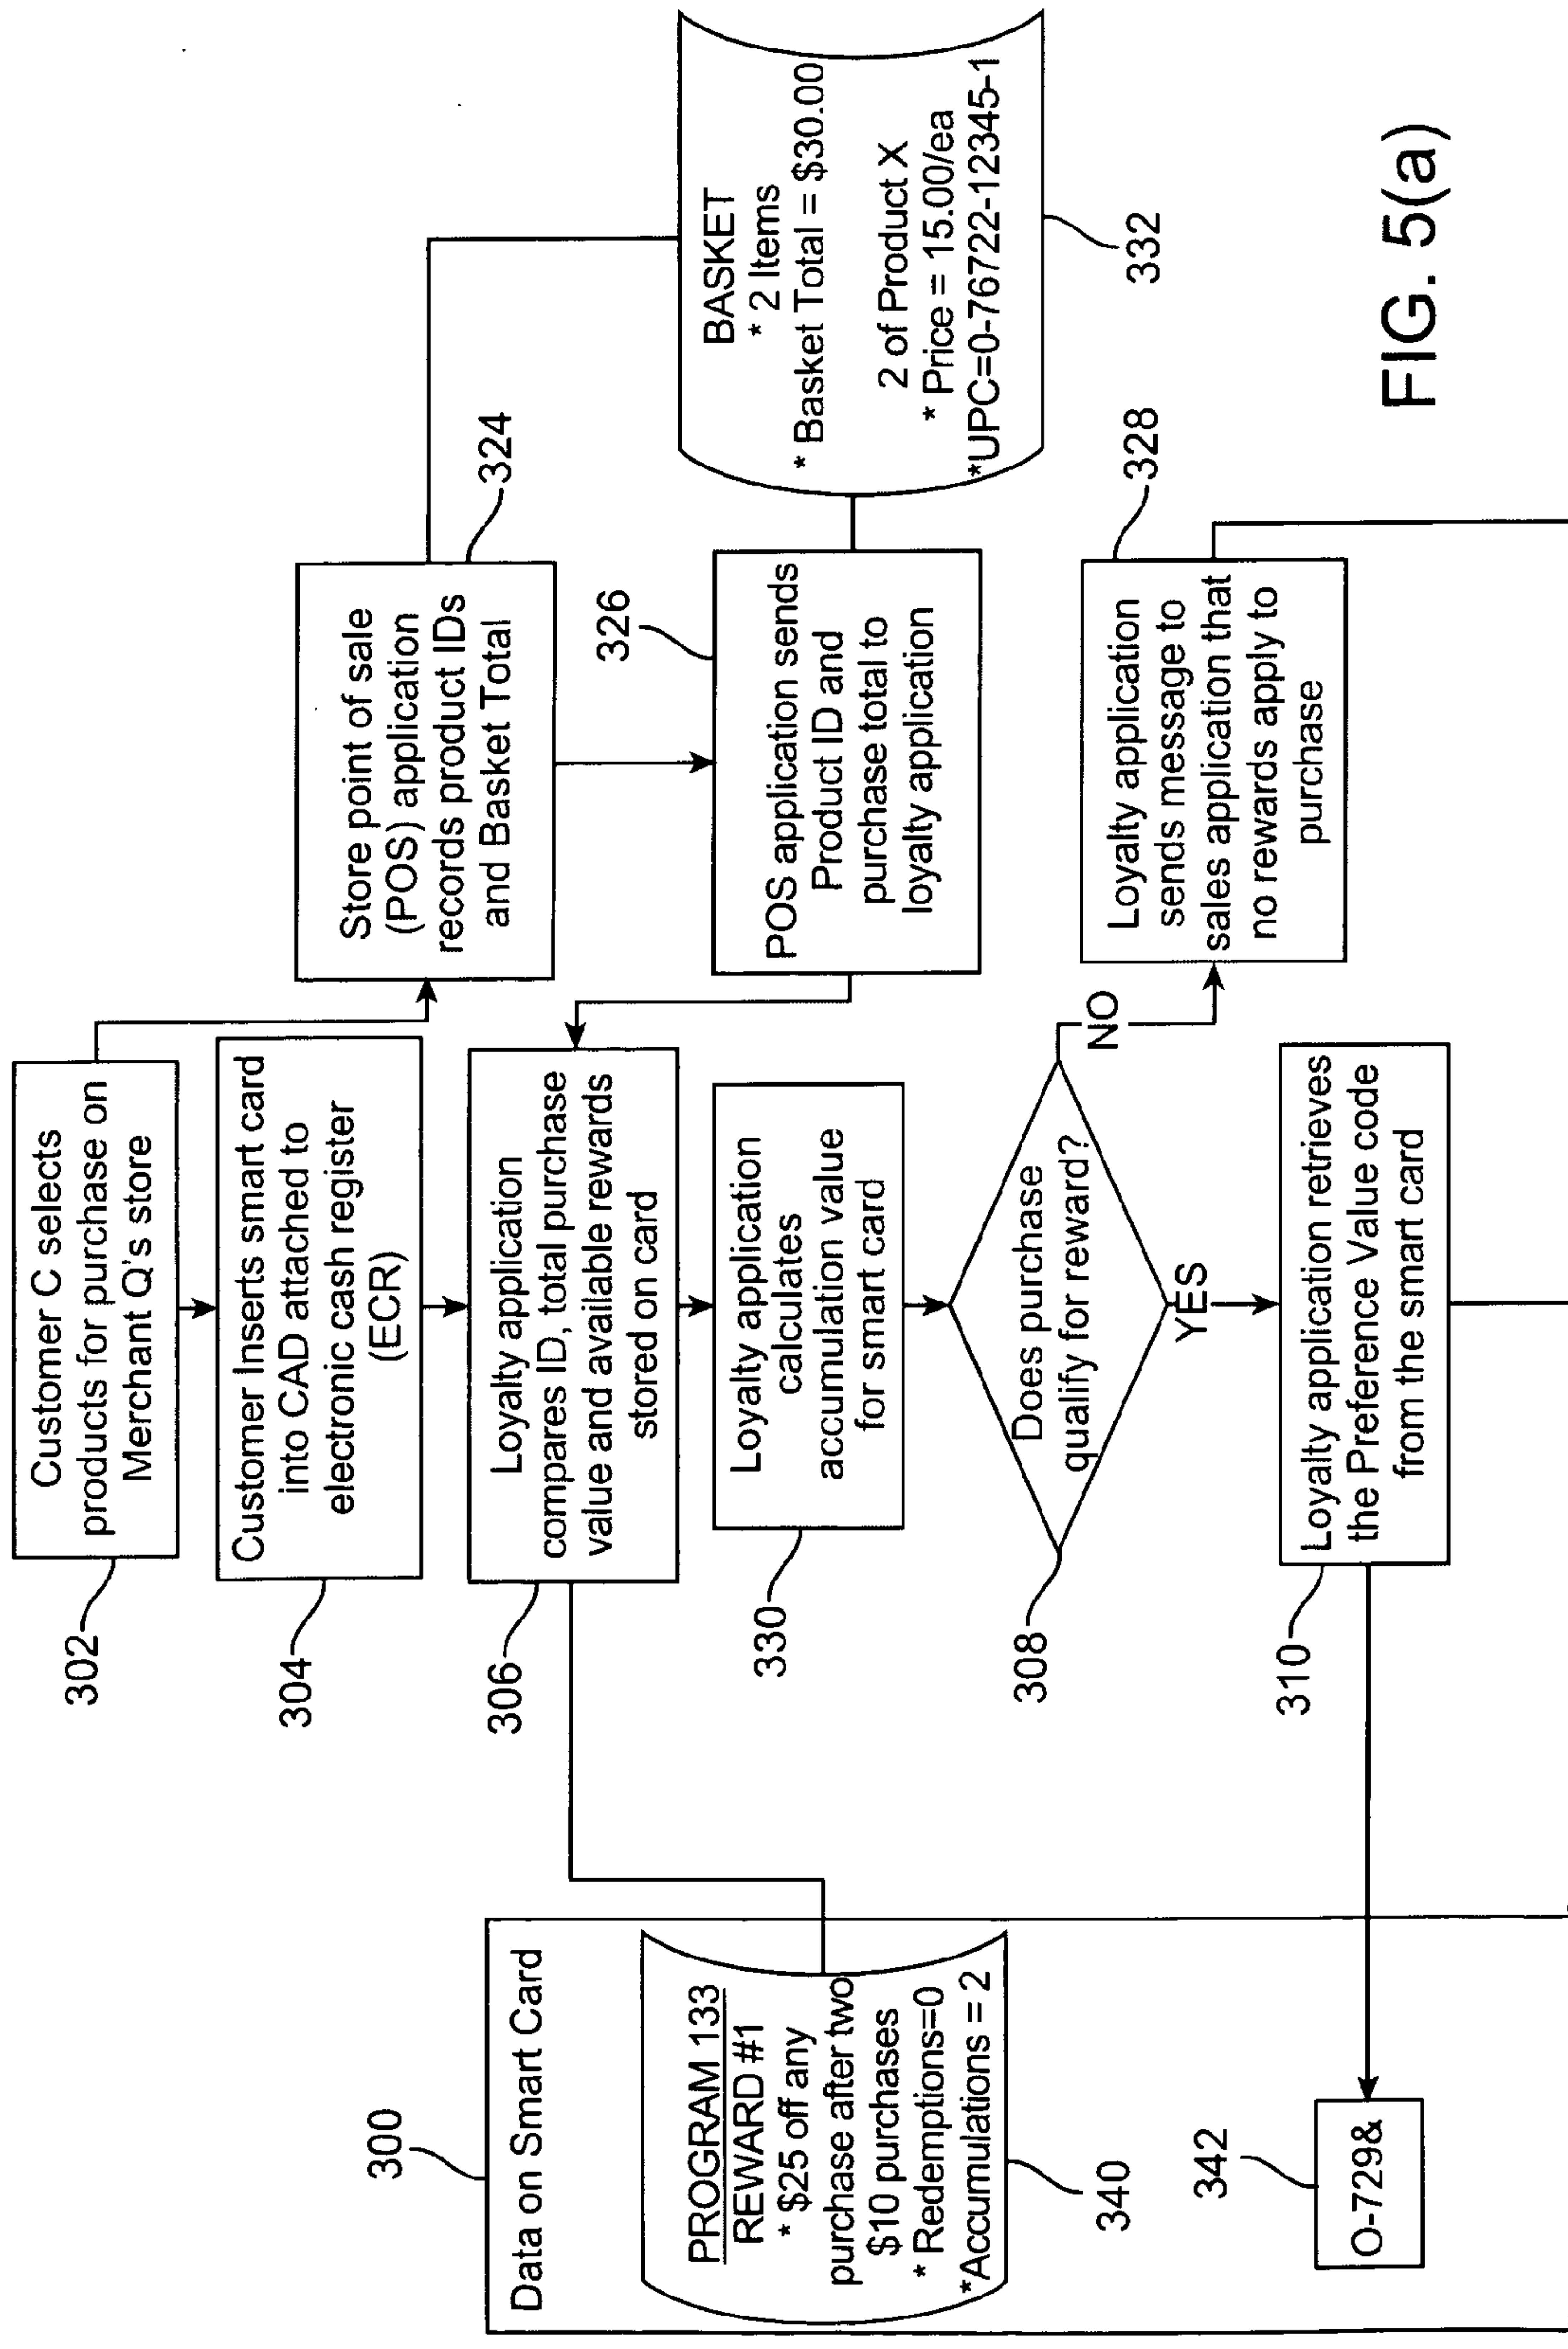 302
Customer C selects
products for purchase on
Merchant Q's store
304
Customer Inserts smart card
into CAD attached to
electronic cash register
(ECR)
Store point of sale
(POS) application
records product IDs
and Basket Total
324
300
Data on Smart Card
306
Loyalty application
compares ID, total purchase
value and available rewards
stored on card
326
POS application sends
Product ID and
purchase total to
loyalty application
BASKET
* 2 Items
* Basket Total = $30.00
2 of Product X
* Price = 15.00/ea
*UPC=0-76722-12345-1
332
PROGRAM 133
REWARD #1
* $25 off any
purchase after two
$10 purchases
* Redemptions=0
*Accumulations = 2
340
330
Loyalty application
calculates
accumulation value
for smart card
308
Does purchase
qualify for reward?
NO
YES
Loyalty application
sends message to
sales application that
no rewards apply to
purchase
328
342
O-729&
310
Loyalty application retrieves
the Preference Value code
from the smart card
FIG. 5(a)